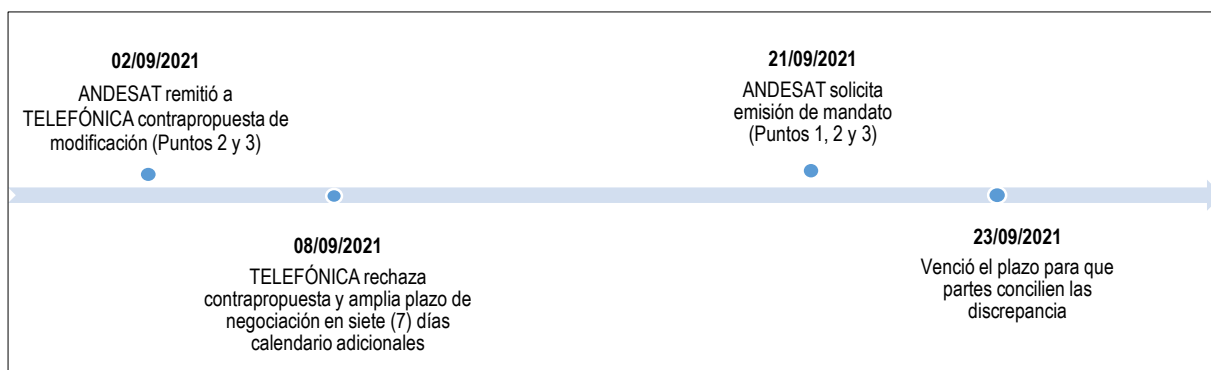 02/09/2021
ANDESAT remitió a
TELEFÓNICA contrapropuesta de
modificación (Puntos 2 y 3)
08/09/2021
TELEFÓNICA rechaza
contrapropuesta y amplia plazo de
negociación en siete (7) días
calendario adicionales
21/09/2021
ANDESAT solicita
emisión de mandato
(Puntos 1, 2 y 3)
23/09/2021
Venció el plazo para que
partes concilien las
discrepancia